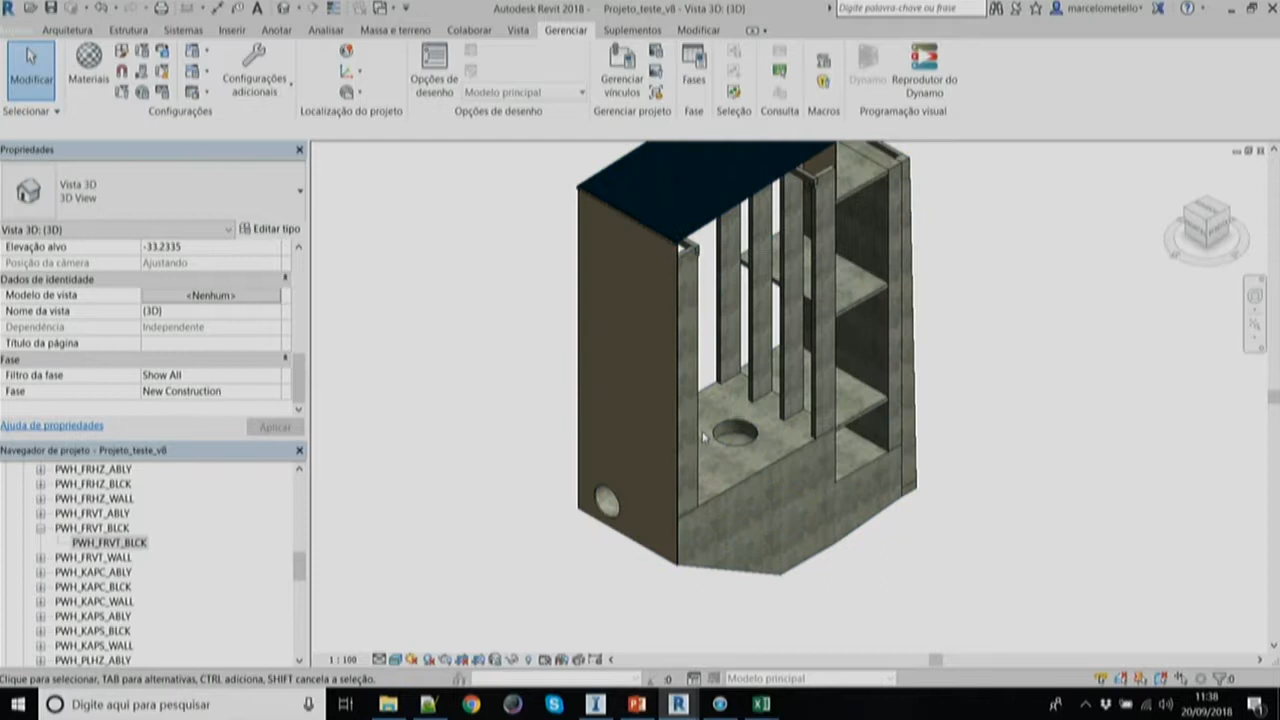 Autodesk Revit 2018 - Projeto_teste_v8 - Vista 3D: {3D}
Digite palavra-chave ou frase
marcelometello
Arquitetura Estrutura Sistemas Inserir Anotar Analisar Massa e terreno Colaborar Vista Gerenciar Suplementos Modificar
Modificar
Materiais
Configurações adicionais
Opções de desenho
Modelo principal
Gerenciar vínculos
Fases
Dynamo
Reprodutor do Dynamo
Selecionar
Configurações
Localização do projeto
Opções de desenho
Gerenciar projeto
Fase
Seleção
Consulta
Macros
Programação visual
Propriedades
Vista 3D
3D View
Vista 3D: {3D}
Editar tipo
Elevação alvo -33.2335
Posição da câmera Ajustando
Dados de identidade
Modelo de vista <Nenhum>
Nome da vista {3D}
Dependência Independente
Título da página
Fase
Filtro da fase Show All
Fase New Construction
Ajuda de propriedades
Aplicar
Navegador de projeto - Projeto_teste_v8
PWH_FRHZ_ABLY
PWH_FRHZ_BLCK
PWH_FRHZ_WALL
PWH_FRVT_ABLY
PWH_FRVT_BLCK
PWH_FRVT_BLCK
PWH_FRVT_WALL
PWH_KAPC_ABLY
PWH_KAPC_BLCK
PWH_KAPC_WALL
PWH_KAPS_ABLY
PWH_KAPS_BLCK
PWH_KAPS_WALL
PWH_PLHZ_ABLY
1 : 100
Clique para selecionar, TAB para alternativas, CTRL adiciona, SHIFT cancela a seleção.
:0
Modelo principal
:0
Digite aqui para pesquisar
11:38
20/09/2018